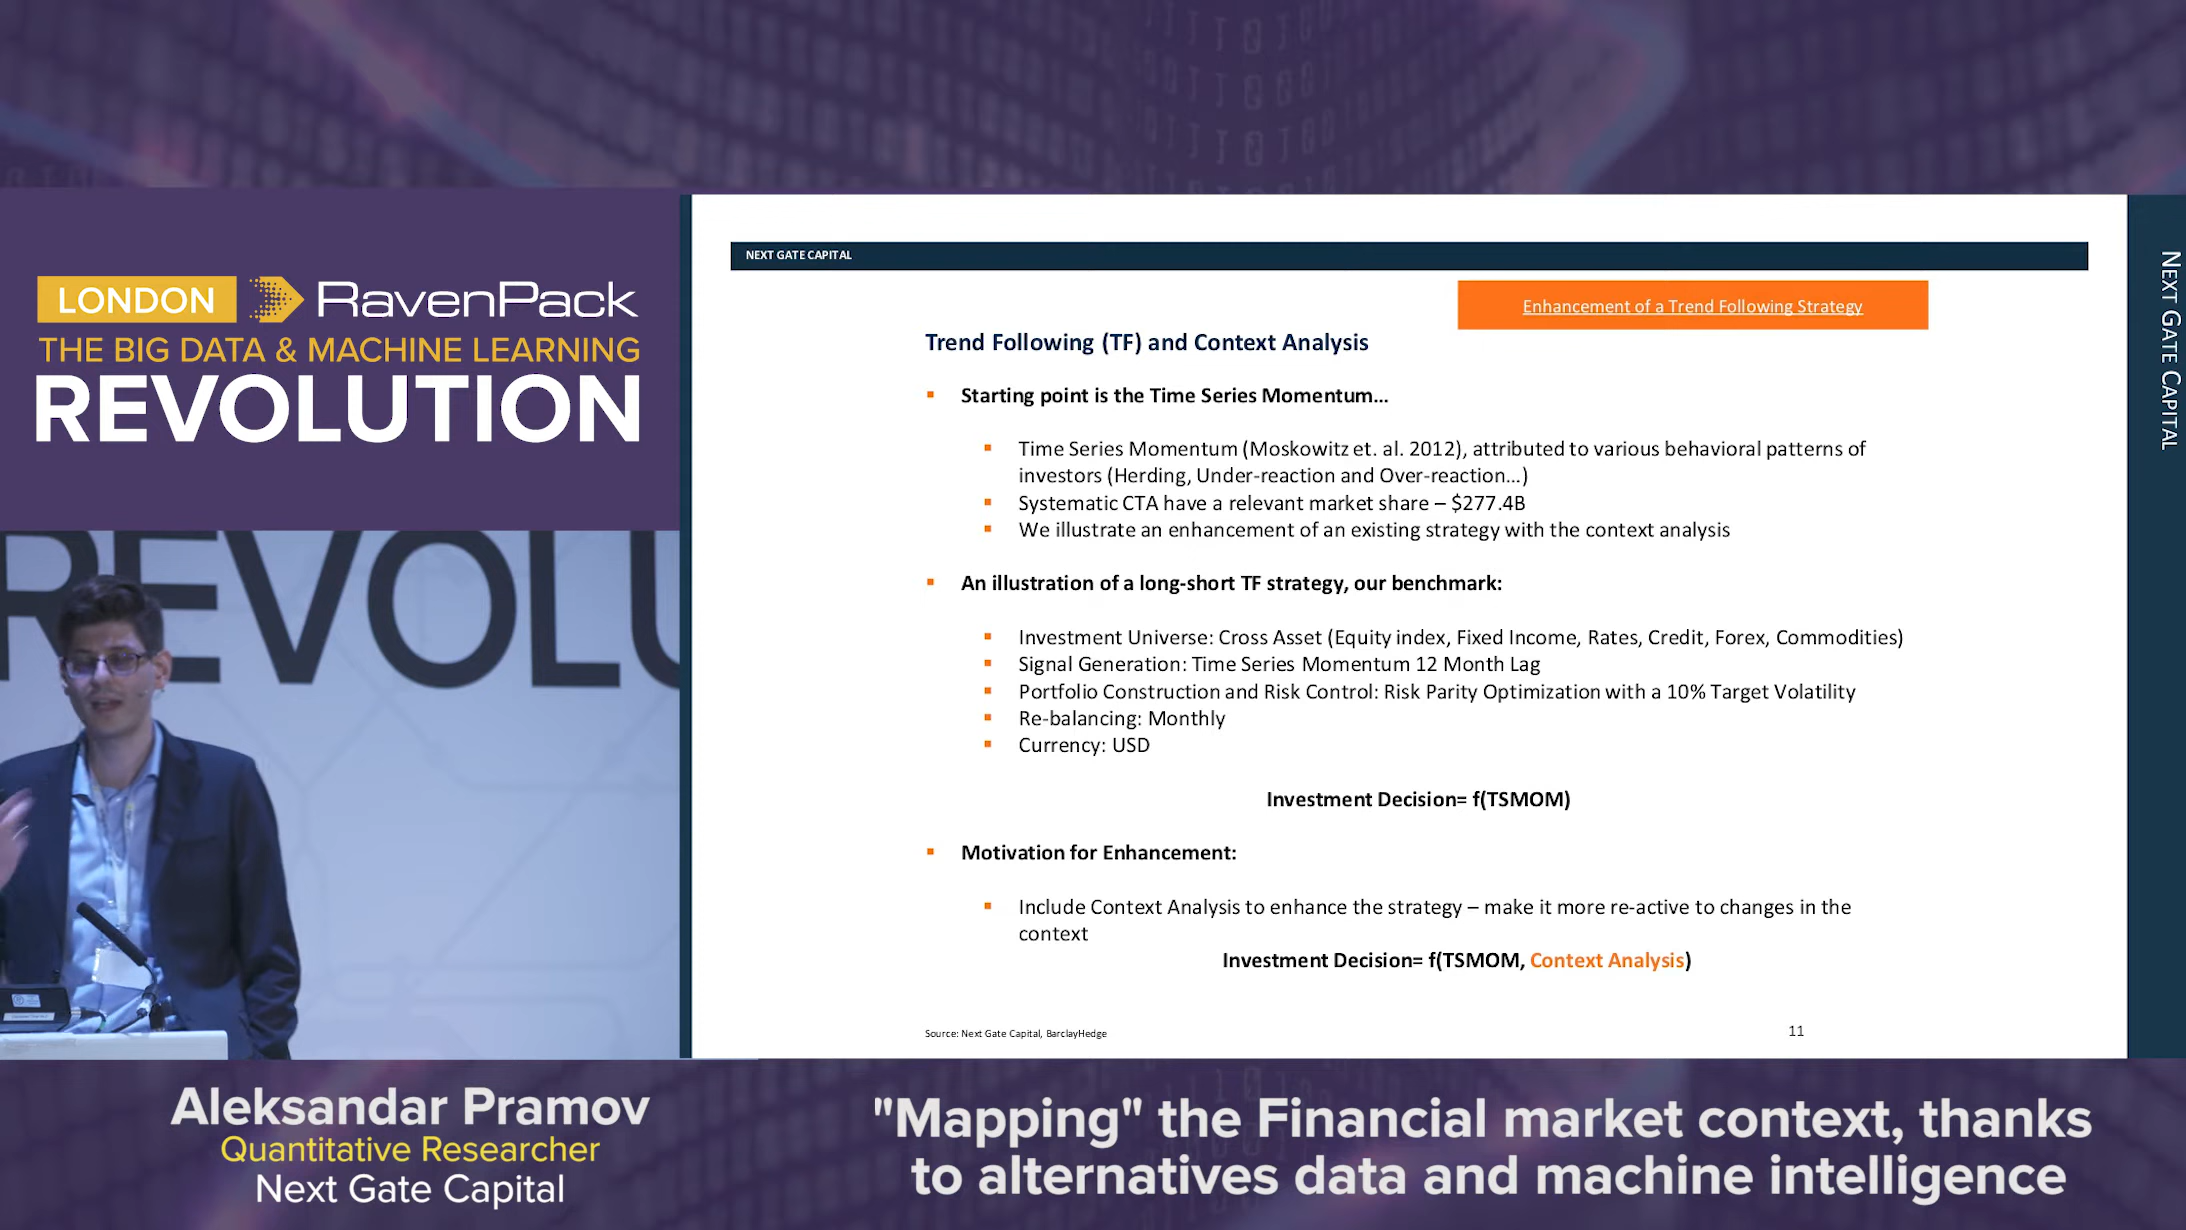 LONDON RavenPack
THE BIG DATA & MACHINE LEARNING
REVOLUTION
REVOLU
NEXT GATE CAPITAL
Enhancement of a Trend Following Strategy
Trend Following (TF) and Context Analysis
▪ Starting point is the Time Series Momentum...
▪ Time Series Momentum (Moskowitz et. al. 2012), attributed to various behavioral patterns of
investors (Herding, Under-reaction and Over-reaction...)
▪ Systematic CTA have a relevant market share – $277.4B
▪ We illustrate an enhancement of an existing strategy with the context analysis
▪ An illustration of a long-short TF strategy, our benchmark:
▪ Investment Universe: Cross Asset (Equity index, Fixed Income, Rates, Credit, Forex, Commodities)
▪ Signal Generation: Time Series Momentum 12 Month Lag
▪ Portfolio Construction and Risk Control: Risk Parity Optimization with a 10% Target Volatility
▪ Re-balancing: Monthly
▪ Currency: USD
Investment Decision= f(TSMOM)
▪ Motivation for Enhancement:
▪ Include Context Analysis to enhance the strategy – make it more re-active to changes in the
context
Investment Decision= f(TSMOM, Context Analysis)
Source: Next Gate Capital, BarclayHedge
11
NEXT GATE CAPITAL
Aleksandar Pramov
Quantitative Researcher
Next Gate Capital
"Mapping" the Financial market context, thanks
to alternatives data and machine intelligence